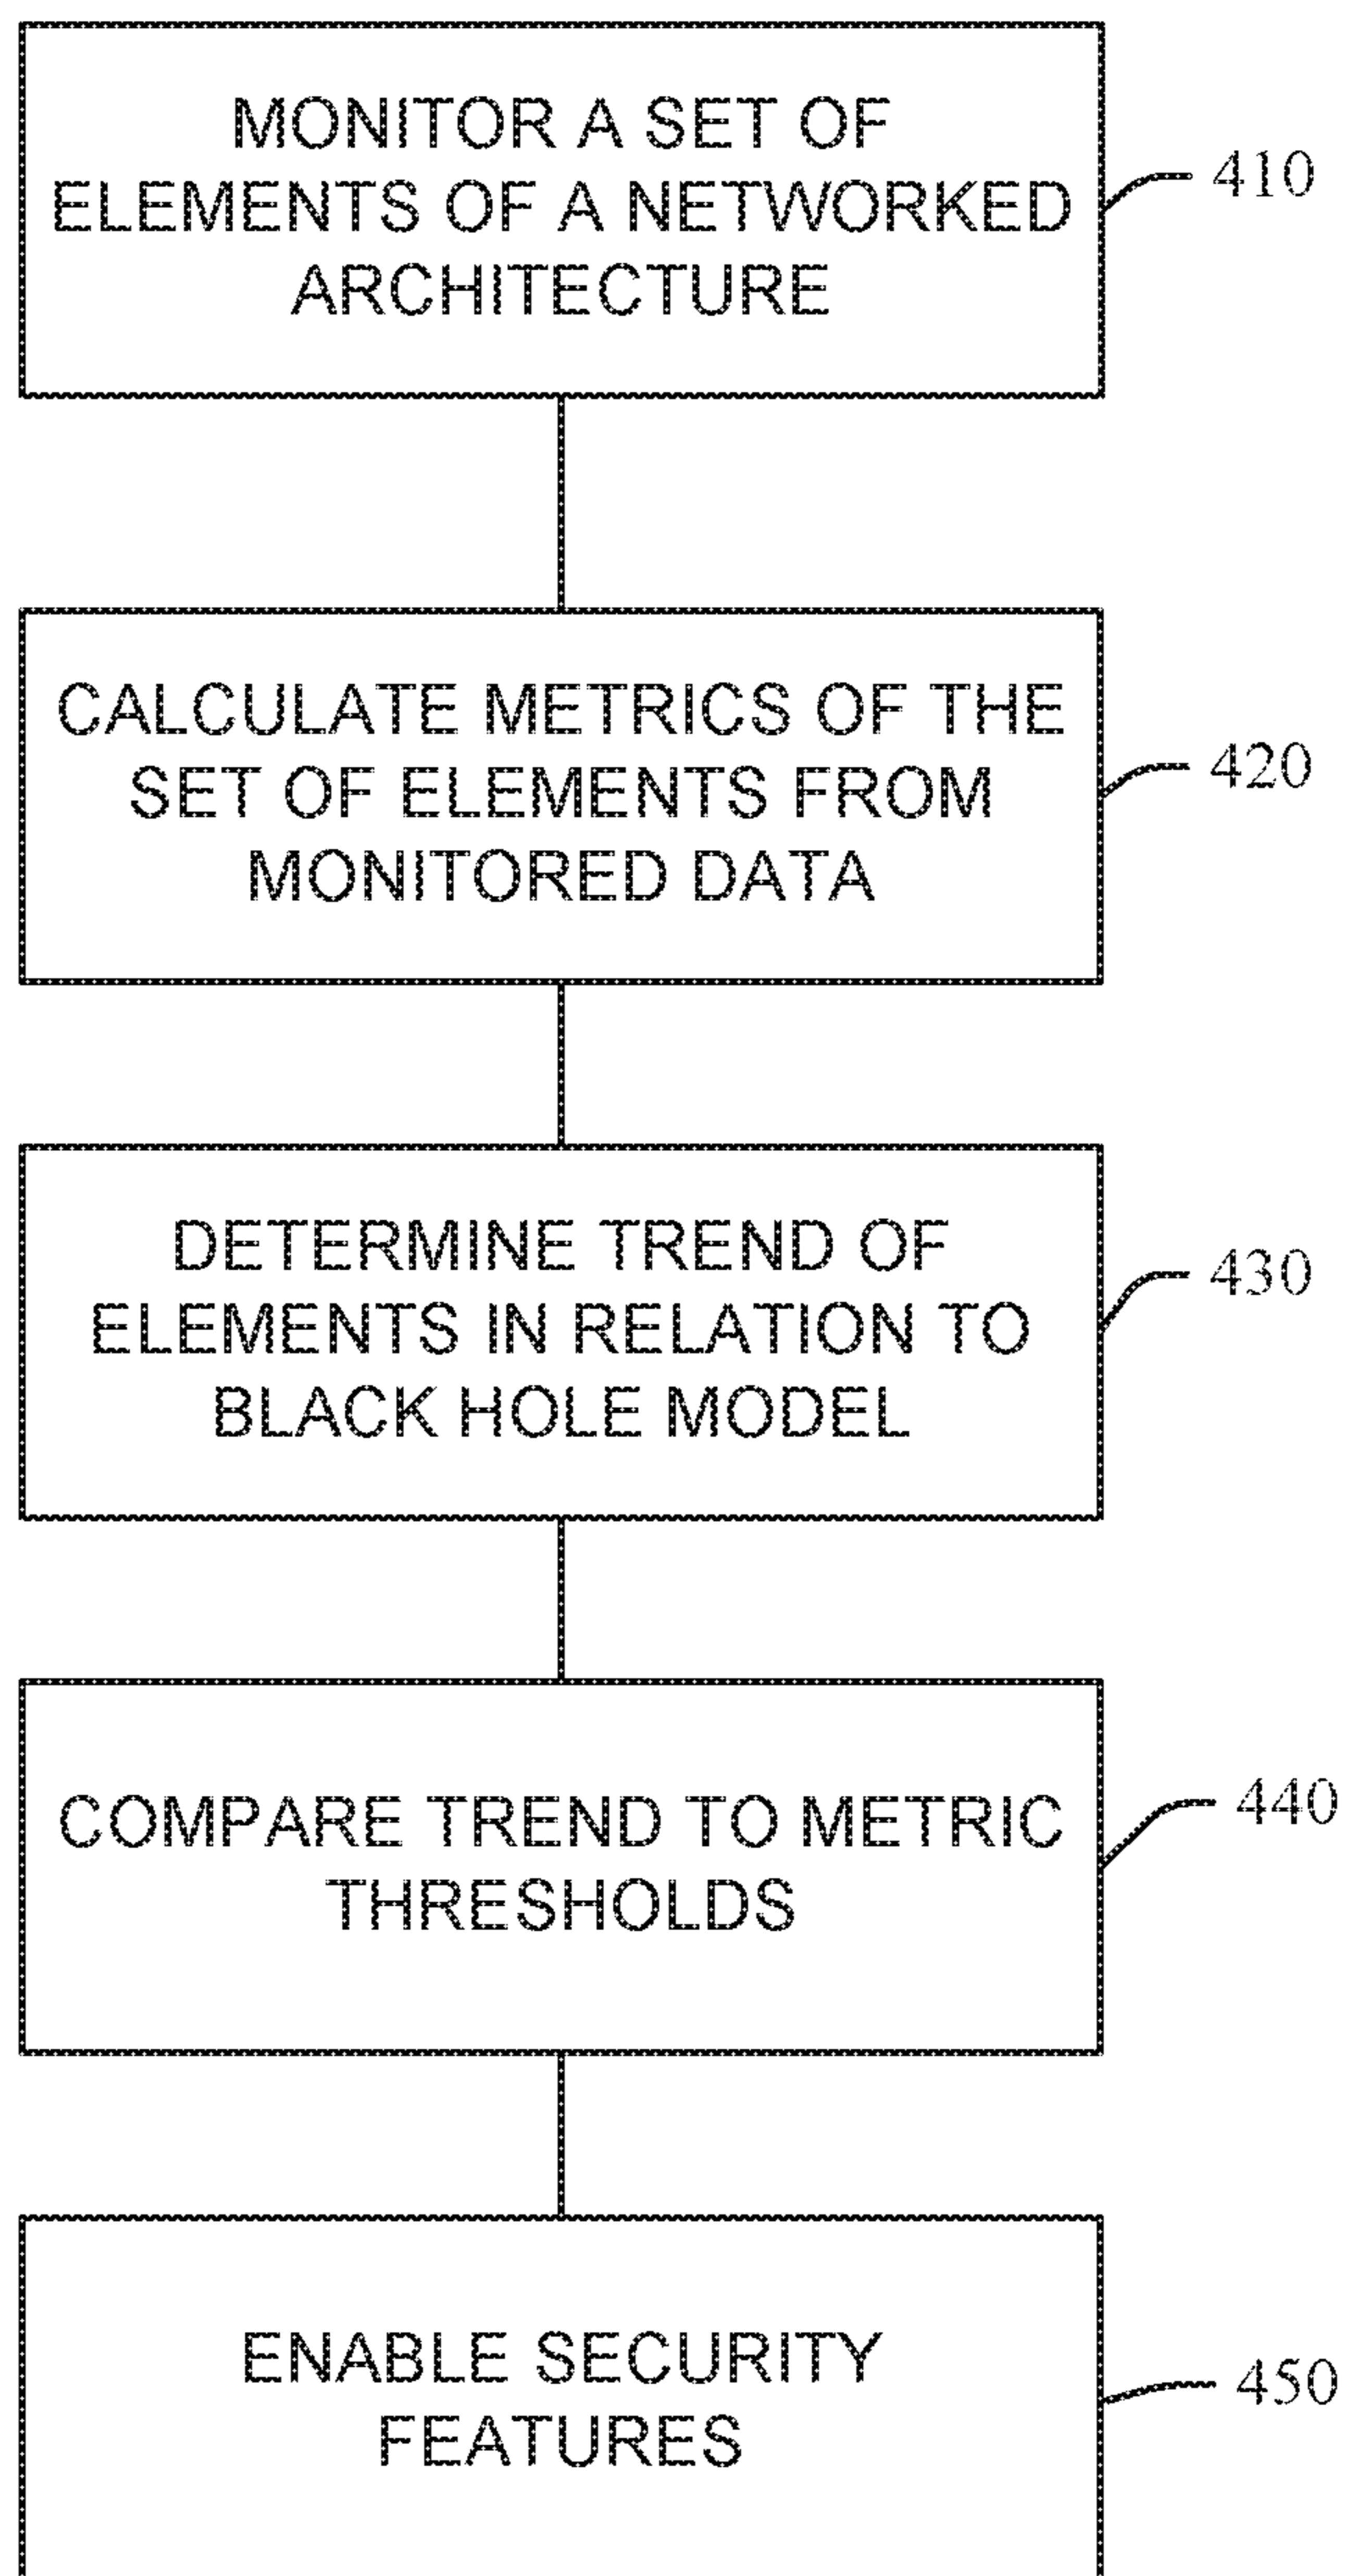 MONITOR A SET OF
ELEMENTS OF A NETWORKED
ARCHITECTURE
410
CALCULATE METRICS OF THE
SET OF ELEMENTS FROM
MONITORED DATA
420
DETERMINE TREND OF
ELEMENTS IN RELATION TO
BLACK HOLE MODEL
430
COMPARE TREND TO METRIC
THRESHOLDS
440
ENABLE SECURITY
FEATURES
450